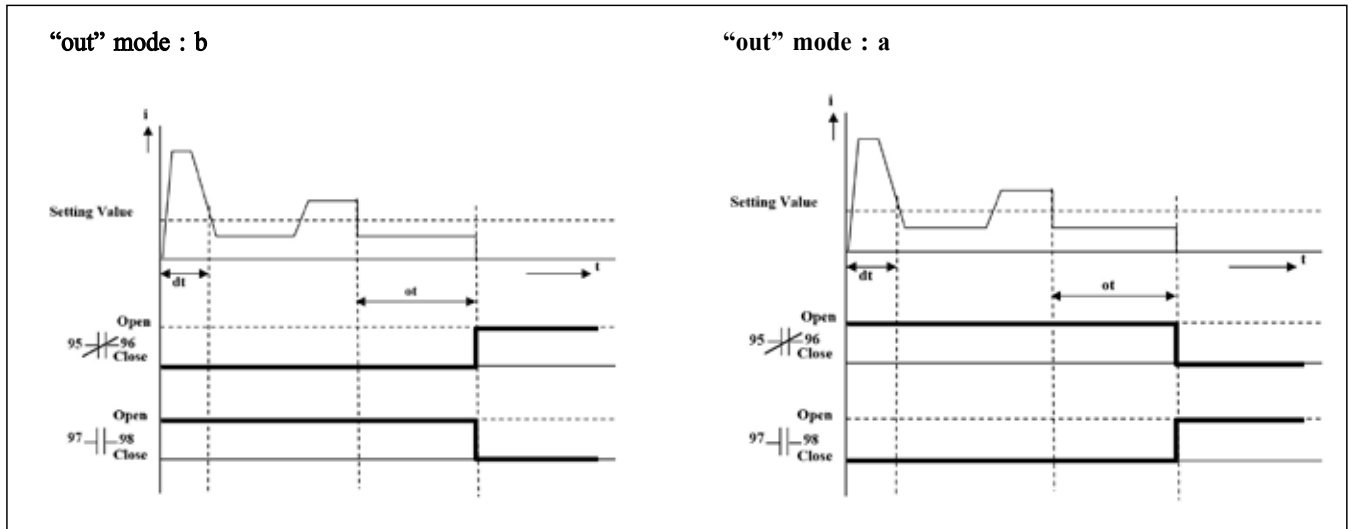 “out” mode : b
i
Setting Value
t
dt
ot
Open
95 96
Close
Open
97 98
Close
“out” mode : a
i
Setting Value
t
dt
ot
Open
95 96
Close
Open
97 98
Close